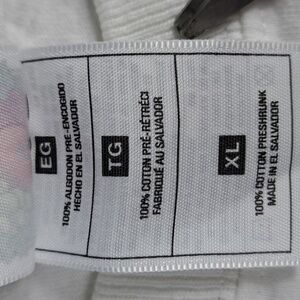 EG
100% ALGODON PRE-ENCOGIDO
HECHO EN EL SALVADOR
TG
100% COTON PRÉ-RÉTRÉCI
FABRIQUÉ AU SALVADOR
XL
100% COTTON PRESHRUNK
MADE IN EL SALVADOR